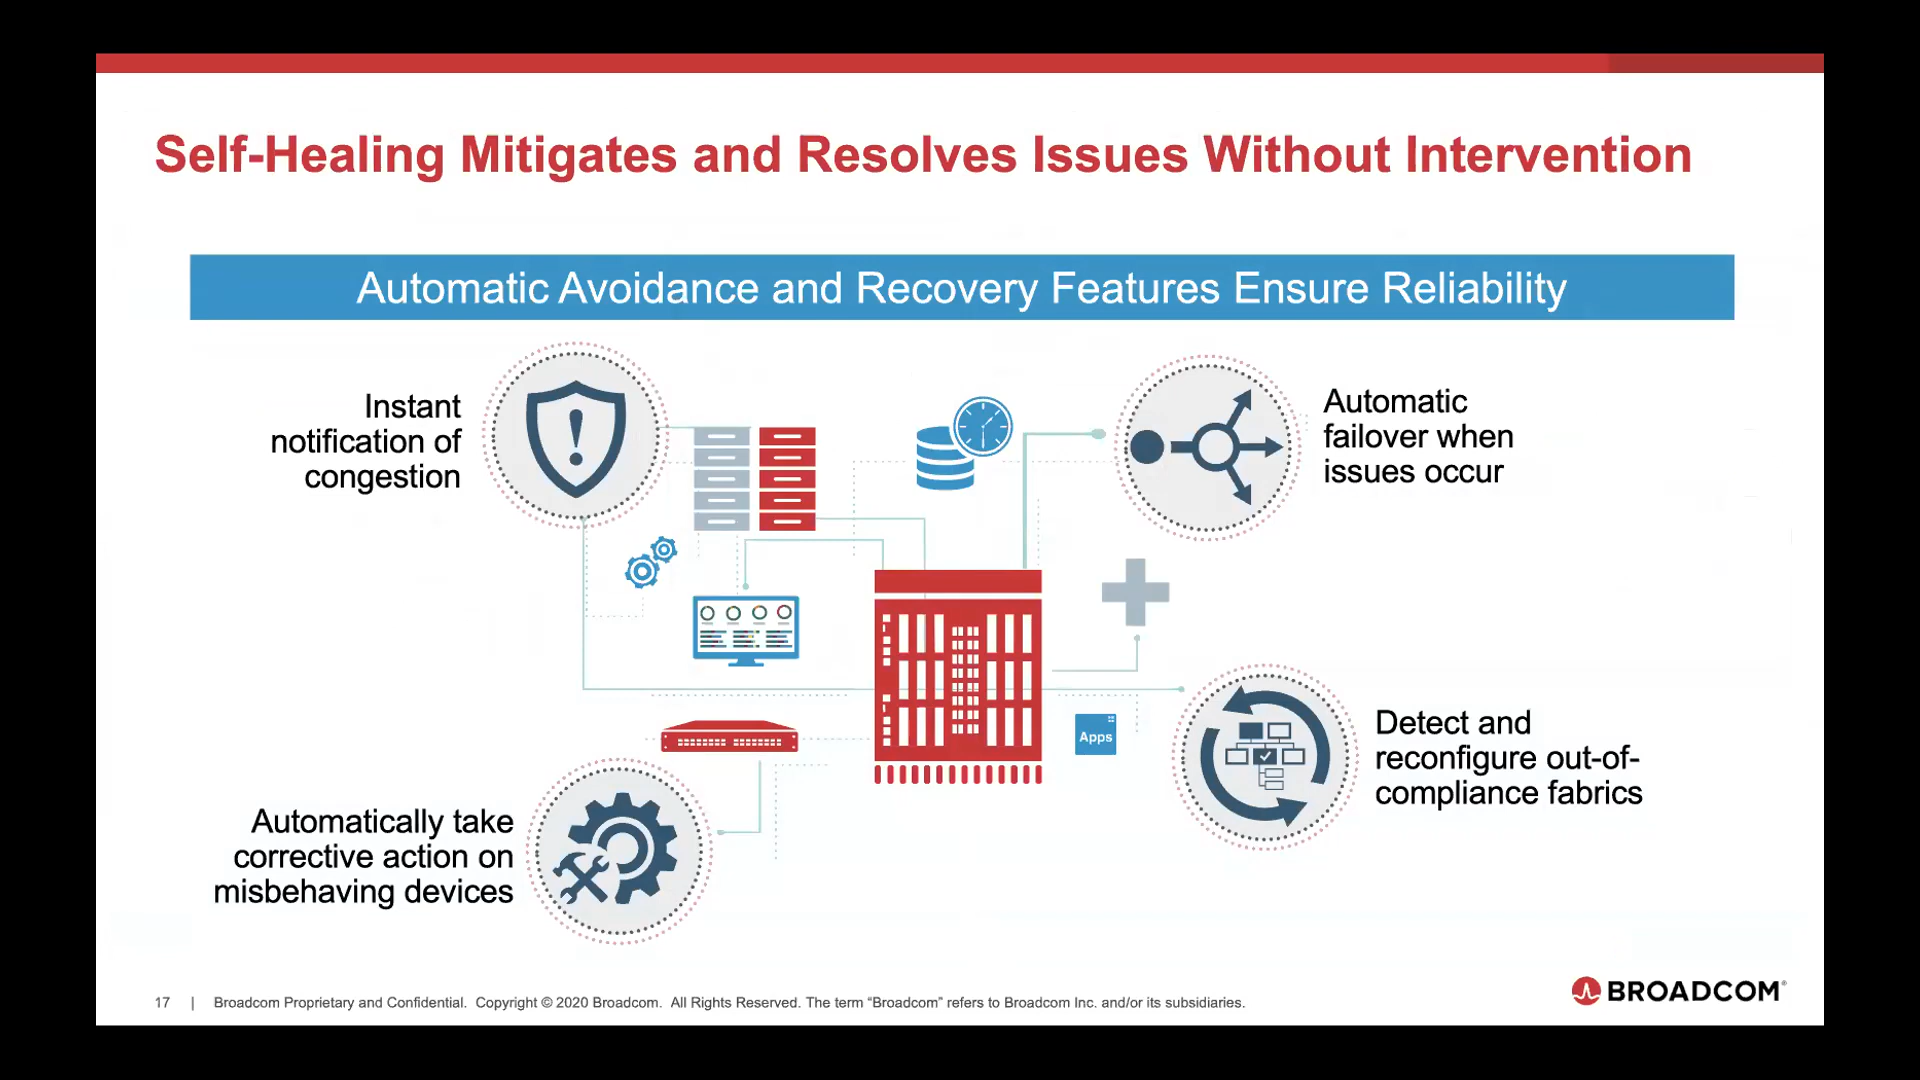 Self-Healing Mitigates and Resolves Issues Without Intervention
Automatic Avoidance and Recovery Features Ensure Reliability
Instant
notification of
congestion
Automatic
failover when
issues occur
Apps
Detect and
reconfigure out-of-
compliance fabrics
Automatically take
corrective action on
misbehaving devices
17 | Broadcom Proprietary and Confidential. Copyright © 2020 Broadcom. All Rights Reserved. The term “Broadcom” refers to Broadcom Inc. and/or its subsidiaries.
BROADCOM®